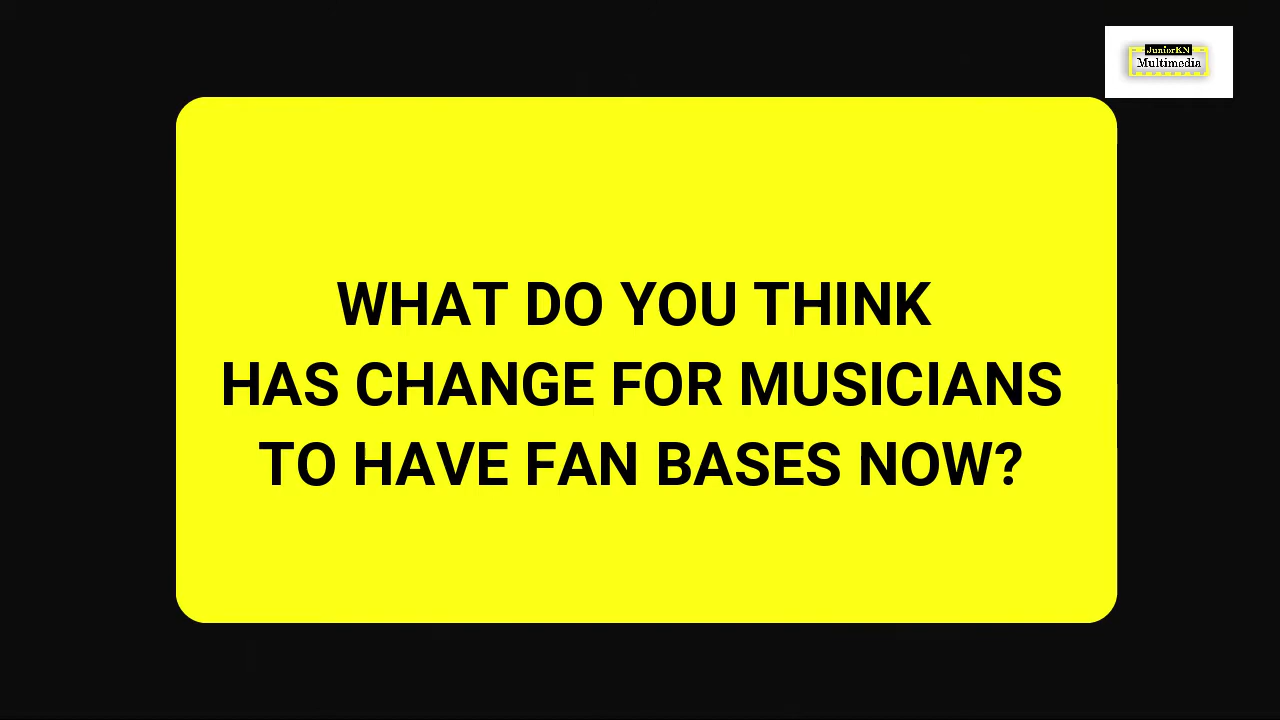 JuniorKN
Multimedia
WHAT DO YOU THINK
HAS CHANGE FOR MUSICIANS
TO HAVE FAN BASES NOW?